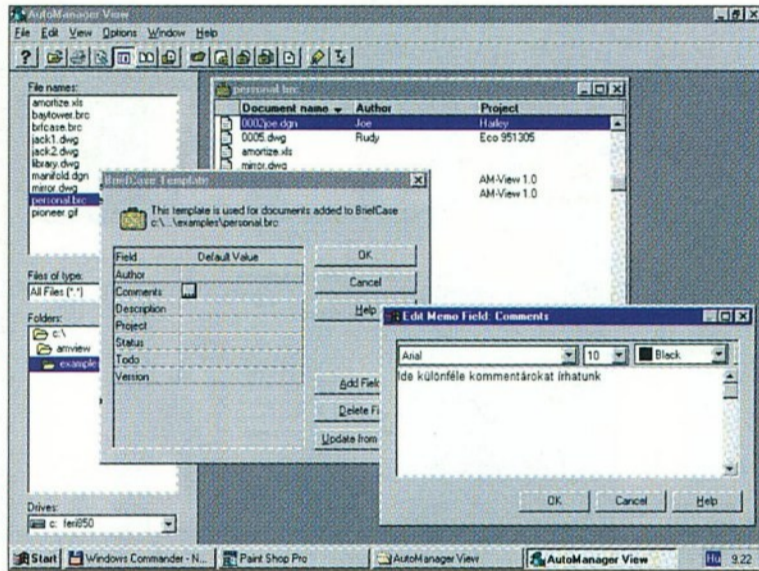 AutoManager View
File Edit View Options Window Help
File names:
amortize.xls
baytower.brc
brfcase.brc
jack1.dwg
jack2.dwg
library.dwg
manifold.dgn
mirror.dwg
personal.brc
pioneer.gif
Files of type:
All Files (*.*)
Folders:
c:\
amview
example
Drives:
c: feri850
personal.brc
Document name Author Project
0002joe.dgn Joe Harley
0005.dwg Rudy Eco 951305
amortize.xls
mirror.dwg
AM-View 1.0
AM-View 1.0
BriefCase Template
This template is used for documents added to BriefCase
c:\...\examples\personal.brc.
Field Default Value
Author
Comments ...
Description
Project
Status
Todo
Version
OK
Cancel
Help
Add Fiel
Delete Fi
Update from
Edit Memo Field: Comments
Arial 10 Black
Ide különféle kommentárokat írhatunk
OK Cancel Help
Start Windows Commander - N... Paint Shop Pro AutoManager View AutoManager View Hu 9.22